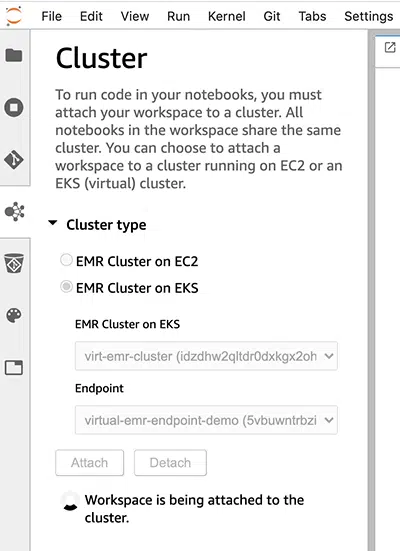 File Edit View Run Kernel Git Tabs Settings
Cluster
To run code in your notebooks, you must
attach your workspace to a cluster. All
notebooks in the workspace share the same
cluster. You can choose to attach a
workspace to a cluster running on EC2 or an
EKS (virtual) cluster.
Cluster type
EMR Cluster on EC2
EMR Cluster on EKS
EMR Cluster on EKS
virt-emr-cluster (idzdhw2qltdr0dxkgx2oh
Endpoint
virtual-emr-endpoint-demo (5vbuwntrbzi
Attach Detach
Workspace is being attached to the
cluster.